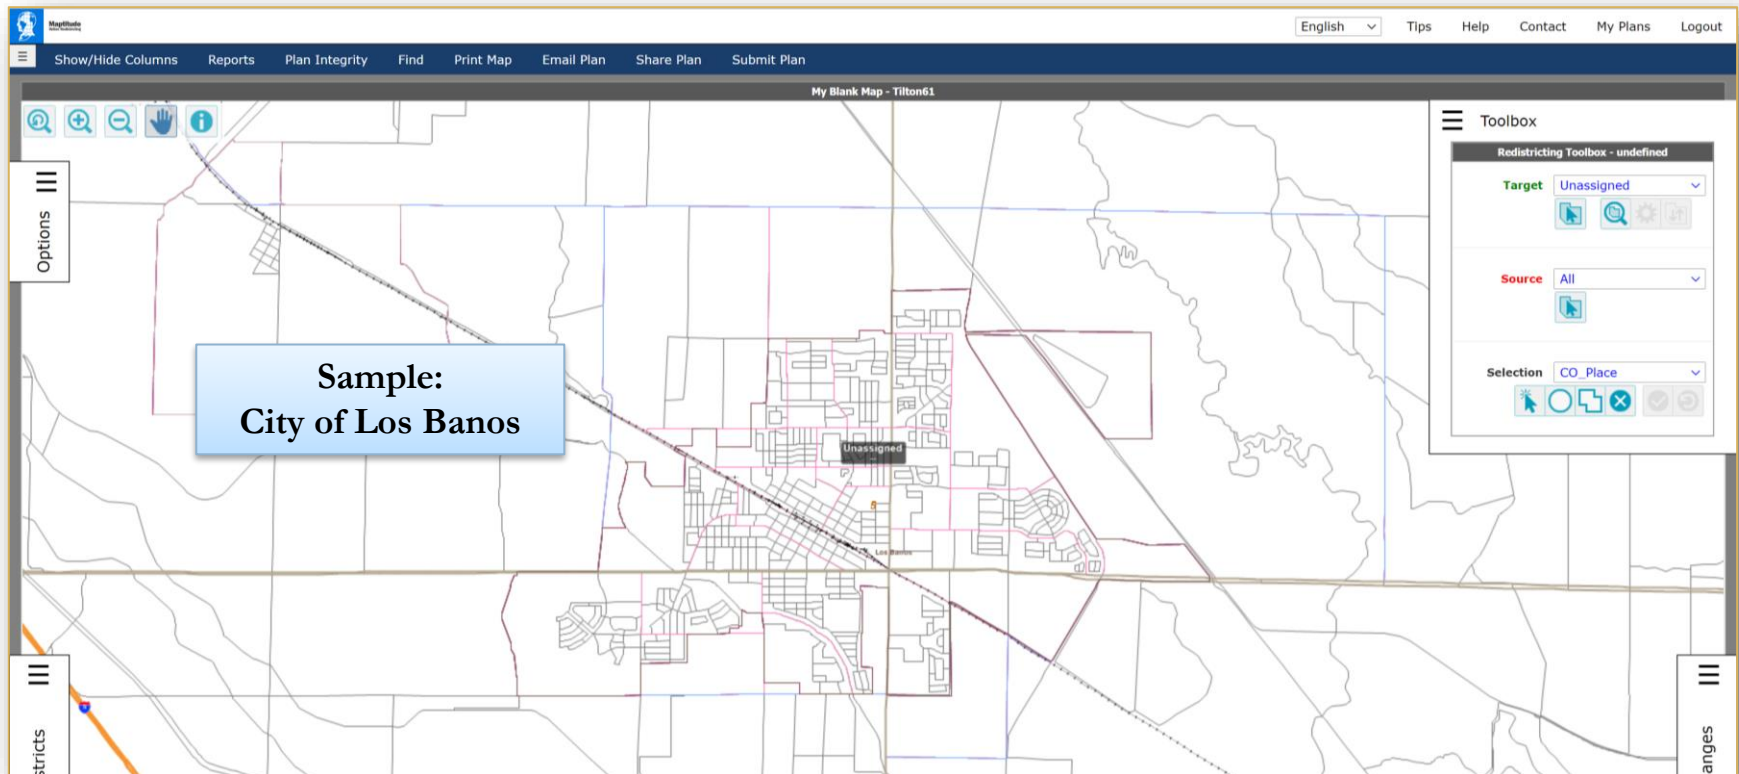 Maptitude
English
Tips
Help
Contact
My Plans
Logout
Show/Hide Columns
Reports
Plan Integrity
Find
Print Map
Email Plan
Share Plan
Submit Plan
My Blank Map - Tilton61
Toolbox
Redistricting Toolbox - undefined
Target
Unassigned
Source
All
Selection
CO_Place
Options
Sample:
City of Los Banos
Unassigned
Los Banos
stricts
anges